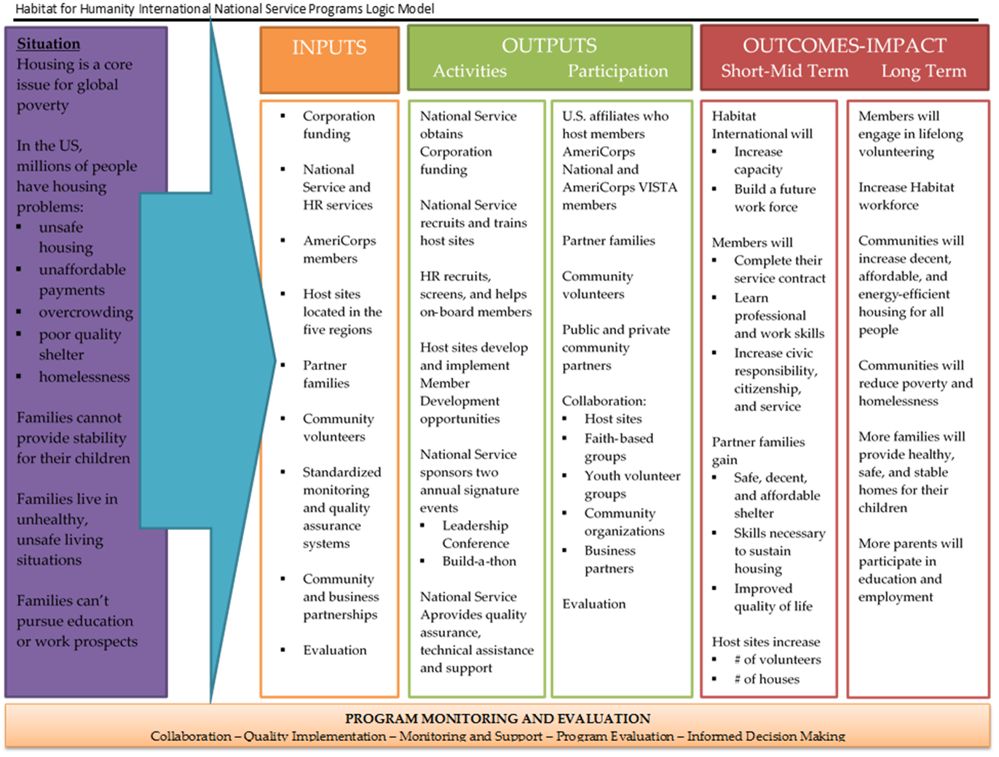 Habitat for Humanity International National Service Programs Logic Model
Situation
Housing is a core
issue for global
poverty
In the US,
millions of people
have housing
problems:
▪ unsafe
housing
▪ unaffordable
payments
▪ overcrowding
▪ poor quality
shelter
▪ homelessness
Families cannot
provide stability
for their children
Families live in
unhealthy,
unsafe living
situations
Families can't
pursue education
or work prospects
INPUTS
▪ Corporation
funding
▪ National
Service and
HR services
▪ AmeriCorps
members
▪ Host sites
located in the
five regions
▪ Partner
families
▪ Community
volunteers
▪ Standardized
monitoring
and quality
assurance
systems
▪ Community
and business
partnerships
▪ Evaluation
OUTPUTS
Activities
National Service
obtains
Corporation
funding
National Service
recruits and trains
host sites
HR recruits,
screens, and helps
on-board members
Host sites develop
and implement
Member
Development
opportunities
National Service
sponsors two
annual signature
events
▪ Leadership
Conference
▪ Build-a-thon
National Service
Aprovides quality
assurance,
technical assistance
and support
Participation
U.S. affiliates who
host members
AmeriCorps
National and
AmeriCorps VISTA
members
Partner families
Community
volunteers
Public and private
community
partners
Collaboration:
▪ Host sites
▪ Faith-based
groups
▪ Youth volunteer
groups
▪ Community
organizations
▪ Business
partners
Evaluation
OUTCOMES-IMPACT
Short-Mid Term
Habitat
International will
▪ Increase
capacity
▪ Build a future
work force
Members will
▪ Complete their
service contract
▪ Learn
professional
and work skills
▪ Increase civic
responsibility,
citizenship,
and service
Partner families
gain
▪ Safe, decent,
and affordable
shelter
▪ Skills necessary
to sustain
housing
▪ Improved
quality of life
Host sites increase
▪ # of volunteers
▪ # of houses
Long Term
Members will
engage in lifelong
volunteering
Increase Habitat
workforce
Communities will
increase decent,
affordable, and
energy-efficient
housing for all
people
Communities will
reduce poverty and
homelessness
More families will
provide healthy,
safe, and stable
homes for their
children
More parents will
participate in
education and
employment
PROGRAM MONITORING AND EVALUATION
Collaboration – Quality Implementation – Monitoring and Support – Program Evaluation – Informed Decision Making